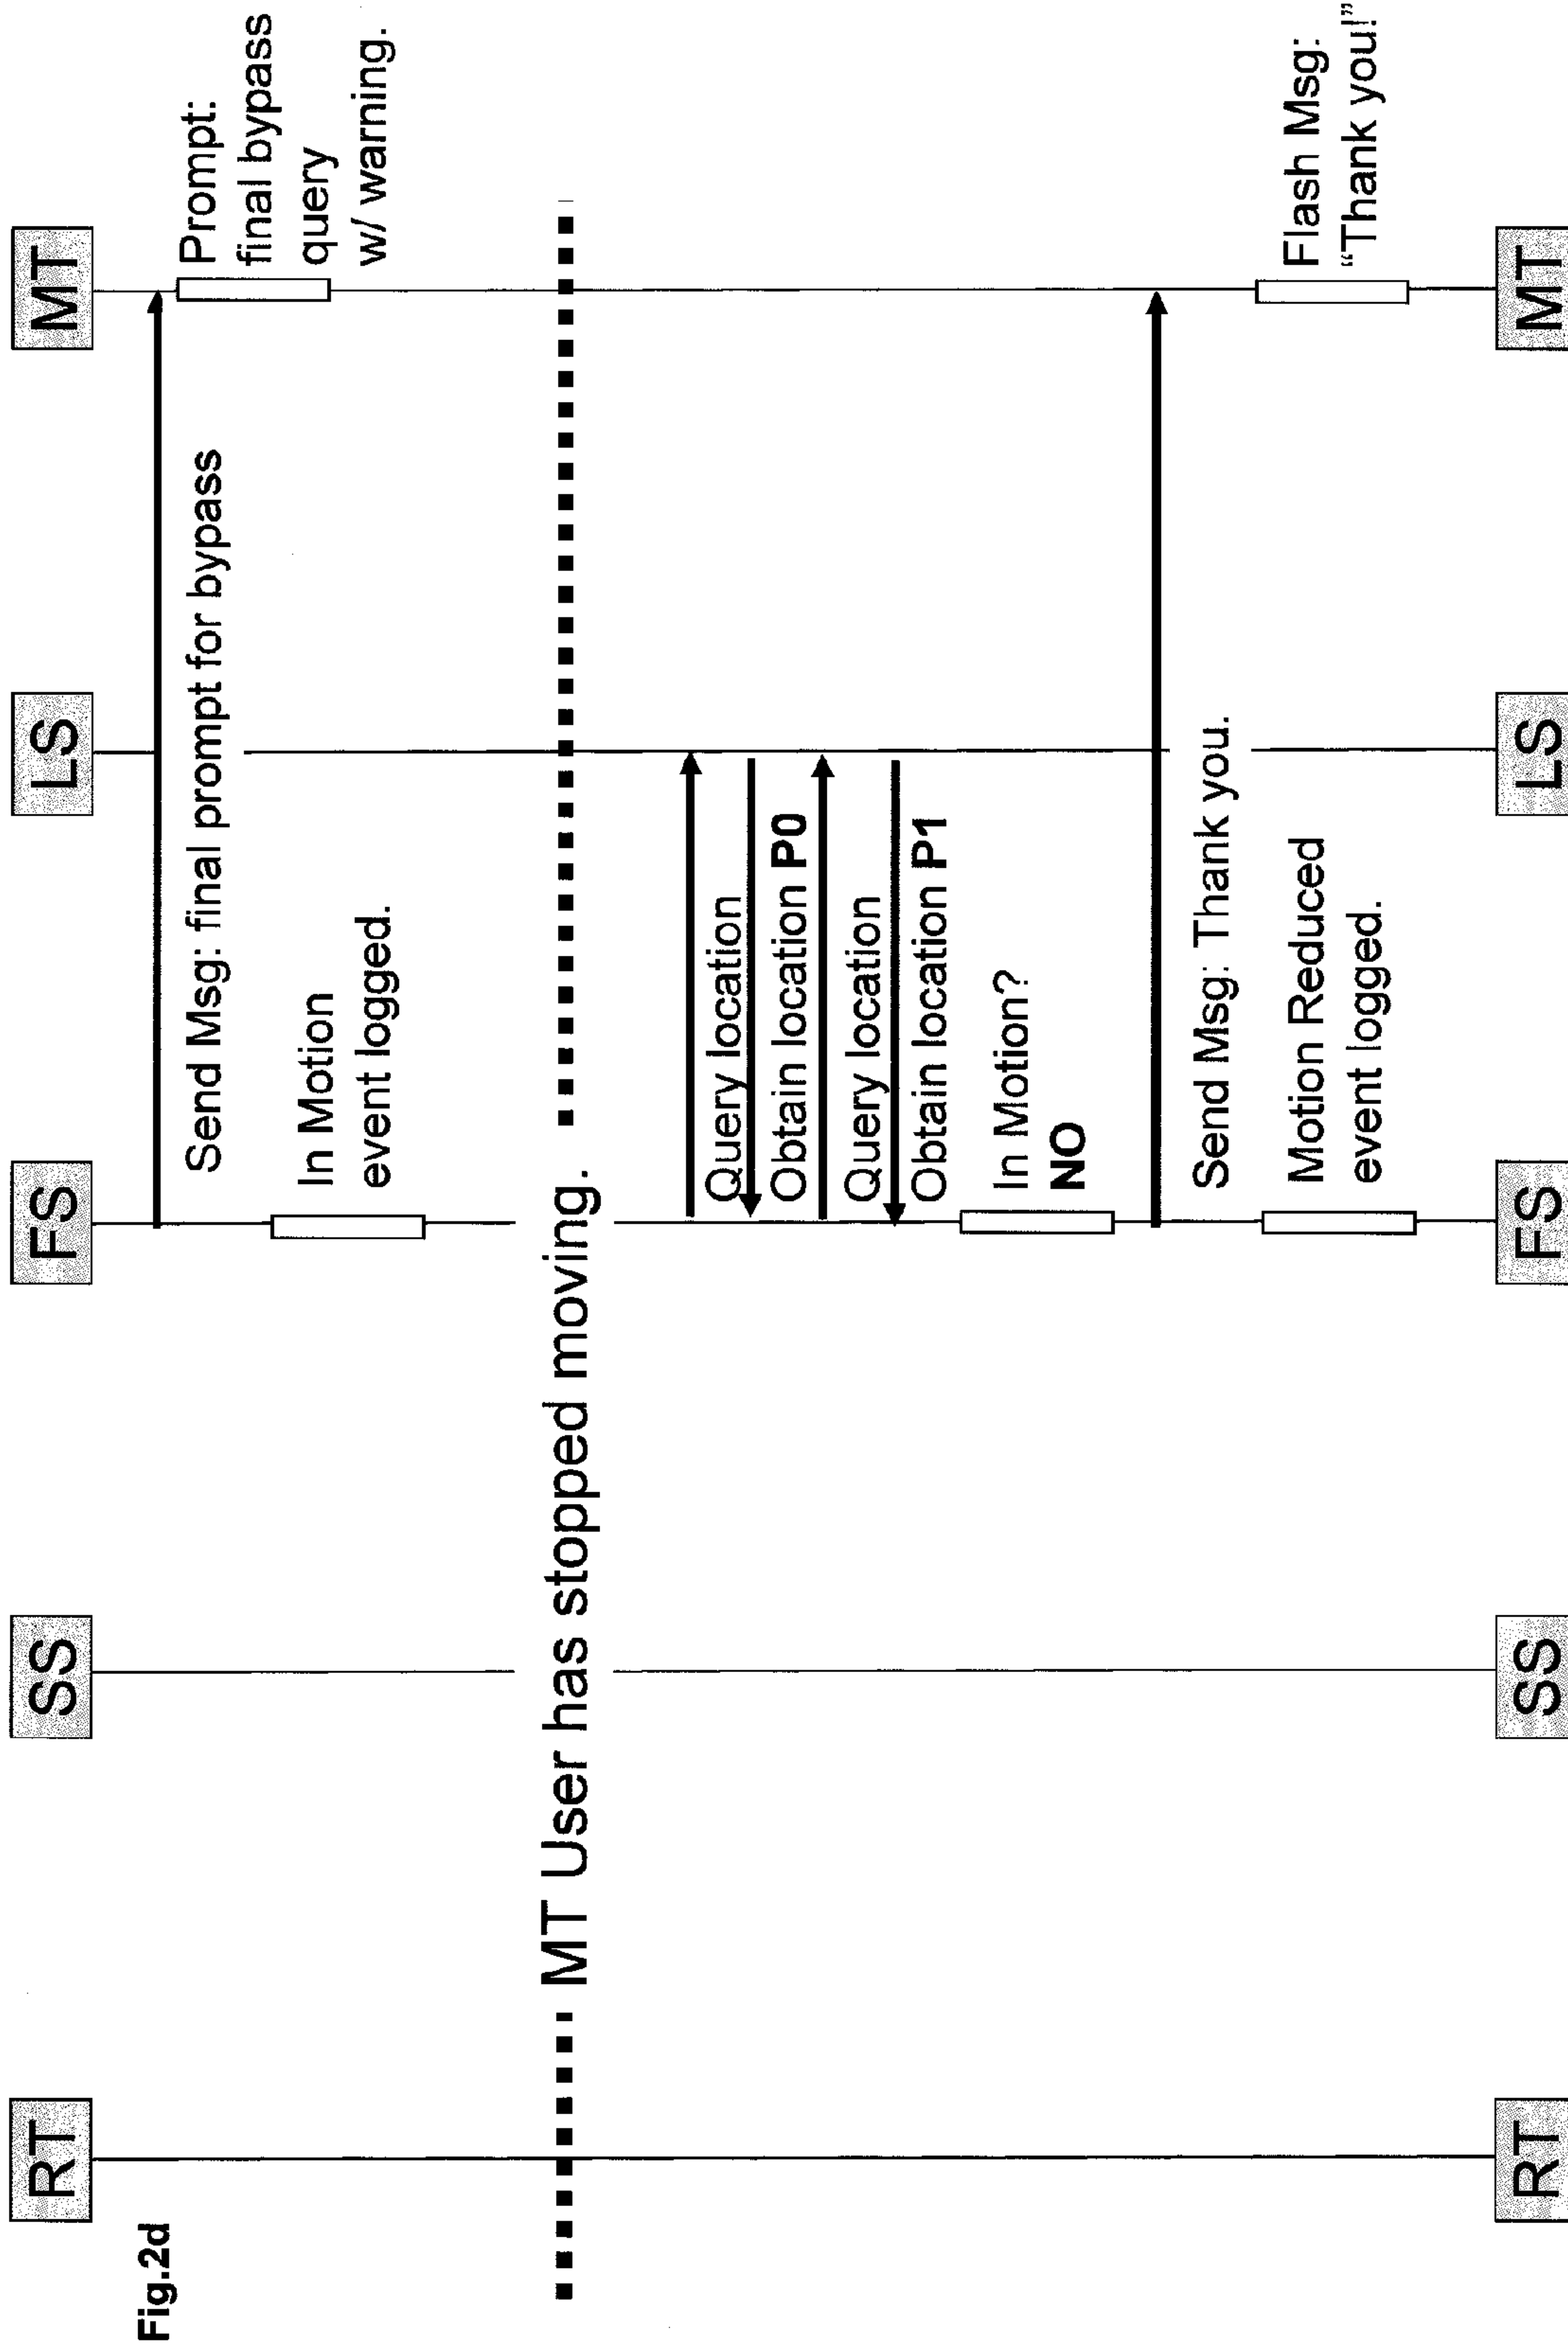 Fig.2d
RT
SS
FS
LS
MT
Send Msg: final prompt for bypass
Prompt:
final bypass
query
w/ warning.
In Motion
event logged.
MT User has stopped moving.
Query location
Obtain location P0
Query location
Obtain location P1
In Motion?
NO
Send Msg: Thank you.
Motion Reduced
event logged.
Flash Msg:
“Thank you!”
RT
SS
FS
LS
MT